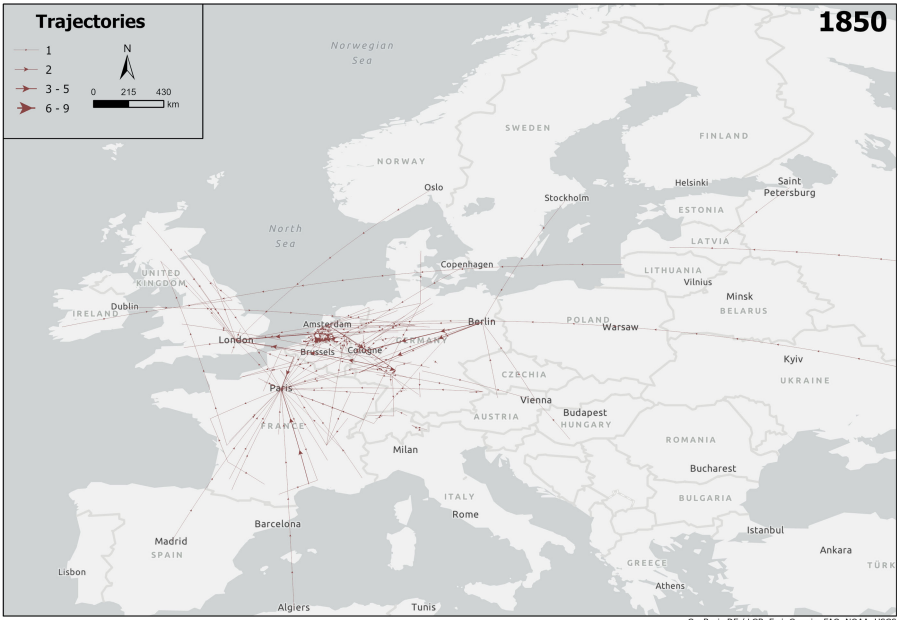 Trajectories
1
2
3 - 5
6 - 9
N
0 215 430
km
1850
Norwegian
Sea
SWEDEN
FINLAND
NORWAY
Oslo
Helsinki
Saint
Petersburg
Stockholm
ESTONIA
North
Sea
LATVIA
Copenhagen
LITHUANIA
UNITED
KINGDOM
Vilnius
Minsk
Dublin
BELARUS
IRELAND
Amsterdam
Berlin
POLAND
Warsaw
London
GERMANY
Brussels
Cologne
Kyiv
CZECHIA
UKRAINE
Paris
Vienna
Budapest
AUSTRIA
HUNGARY
FRANCE
ROMANIA
Milan
Bucharest
ITALY
BULGARIA
Rome
Barcelona
Istanbul
Madrid
Ankara
SPAIN
GREECE
TÜRK
Lisbon
Athens
Algiers
Tunis